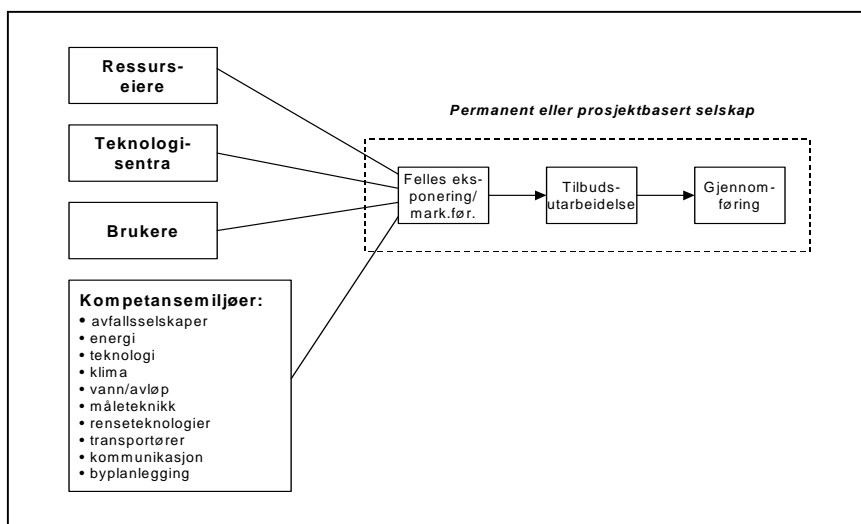 Ressurs-
eiere
Teknologi-
sentra
Brukere
Kompetansemiljøer:
• avfallsselskaper
• energi
• teknologi
• klima
• vann/avløp
• måleteknikk
• renseteknologier
• transportører
• kommunikasjon
• byplanlegging
Permanent eller prosjektbasert selskap
Felles eks-
ponering/
mark.før.
Tilbuds-
utarbeidelse
Gjennom-
føring